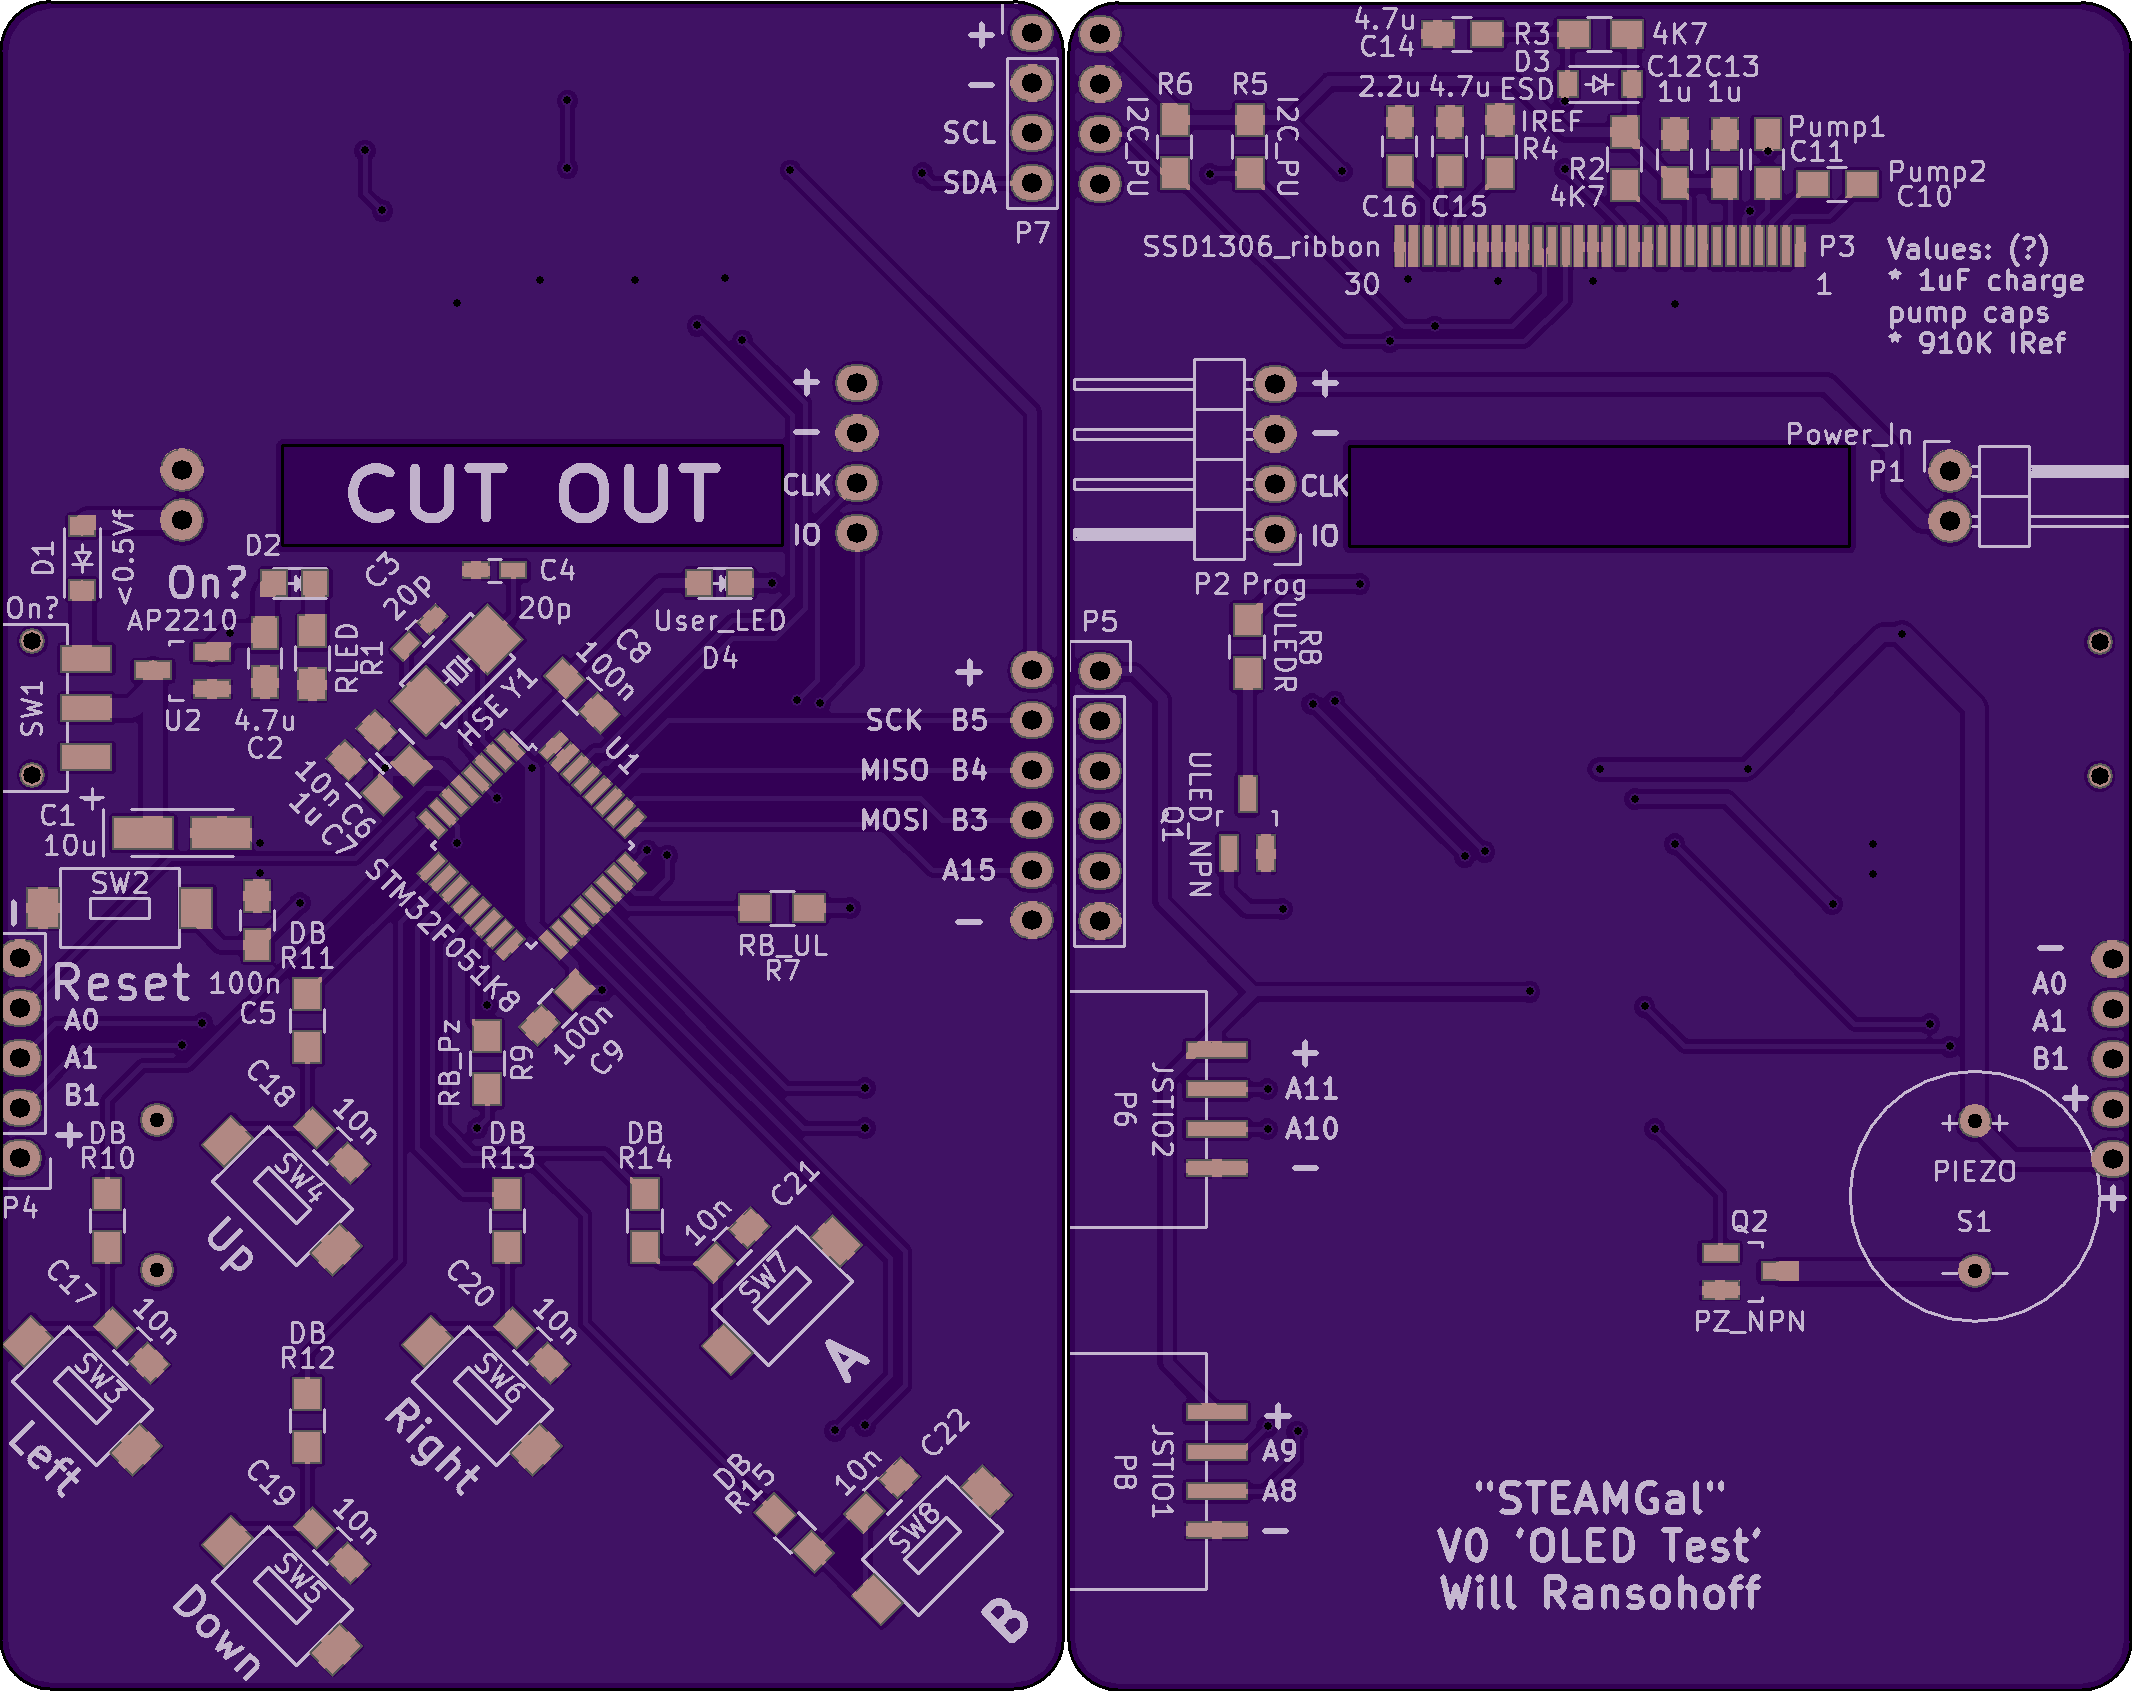 +
-
SCL
SDA
P7
+
-
CUT OUT
CLK
IO
D1
<0.5Vf
D2
On?
On?
AP2210
SW1
U2
4.7u
C2
RLED
R1
C3
20p
C4
20p
HSE Y1
C8
100n
User_LED
D4
U1
10n C6
1u C7
+
C1
10u
SW2
-
Reset
STM32F051K8
DB
R11
100n
C5
A0
A1
B1
+
P4
RB_UL
R7
100n
C9
RB_Pz
R9
+
SCK B5
MISO B4
MOSI B3
A15
-
DB
R10
C18
10n
SW4
Up
DB
R13
DB
R14
C21
10n
SW7
A
C17
10n
SW3
Left
DB
R12
C20
10n
SW6
Right
C19
10n
SW5
Down
DB
R15
C22
10n
SW8
B
4.7u
C14
R3
4K7
D3
ESD
R6
R5
I2C_PU
I2C_PU
2.2u 4.7u
C12 C13
1u 1u
IREF
R4
R2
4K7
Pump1
C11
Pump2
C10
C16 C15
SSD1306_ribbon
30
P3
1
Values: (?)
* 1uF charge
pump caps
* 910K IRef
+
-
CLK
IO
P2 Prog
Power_In
P1
P5
ULEDR
R8
ULED_NPN
Q1
-
A0
A1
B1
+
+
P6
JSTIO2
+
A11
A10
-
+ +
PIEZO
S1
- -
Q2
PZ_NPN
P8
JSTIO1
+
A9
A8
-
"STEAMGal"
V0 'OLED Test'
Will Ransohoff